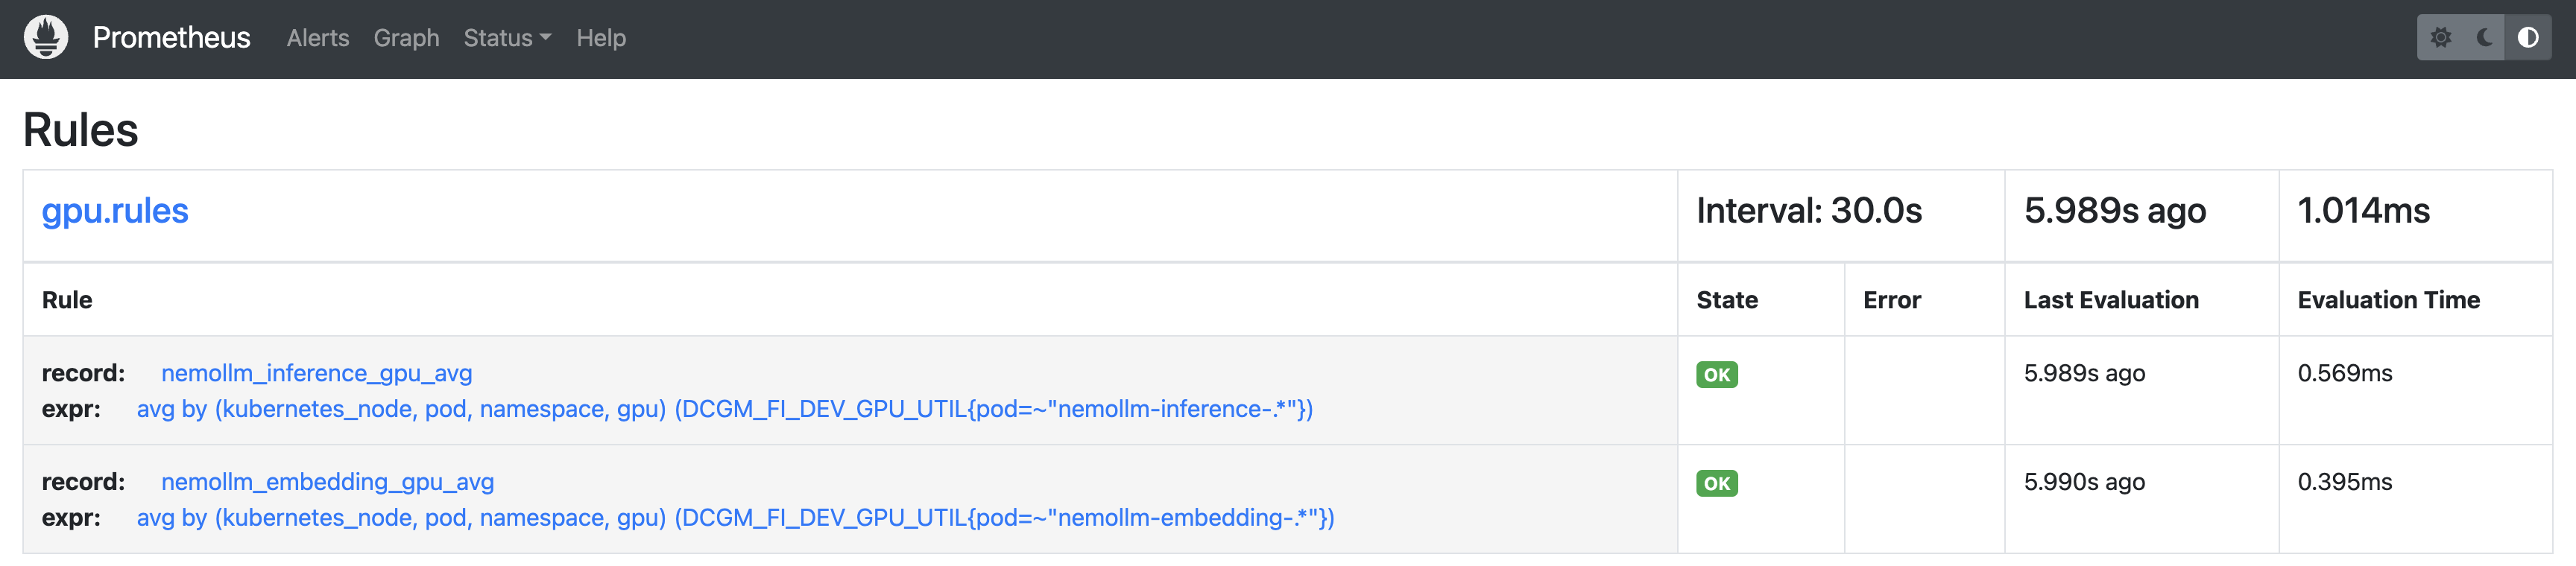 Prometheus Alerts Graph Status Help
Rules
gpu.rules Interval: 30.0s 5.989s ago 1.014ms
Rule State Error Last Evaluation Evaluation Time
record: nemollm_inference_gpu_avg OK 5.989s ago 0.569ms
expr: avg by (kubernetes_node, pod, namespace, gpu) (DCGM_FI_DEV_GPU_UTIL{pod=~"nemollm-inference-.*"})
record: nemollm_embedding_gpu_avg OK 5.990s ago 0.395ms
expr: avg by (kubernetes_node, pod, namespace, gpu) (DCGM_FI_DEV_GPU_UTIL{pod=~"nemollm-embedding-.*"})